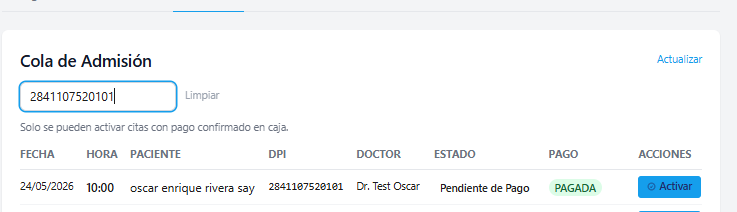 Cola de Admisión
Actualizar
2841107520101
Limpiar
Solo se pueden activar citas con pago confirmado en caja.
FECHA HORA PACIENTE DPI DOCTOR ESTADO PAGO ACCIONES
24/05/2026 10:00 oscar enrique rivera say 2841107520101 Dr. Test Oscar Pendiente de Pago PAGADA Activar